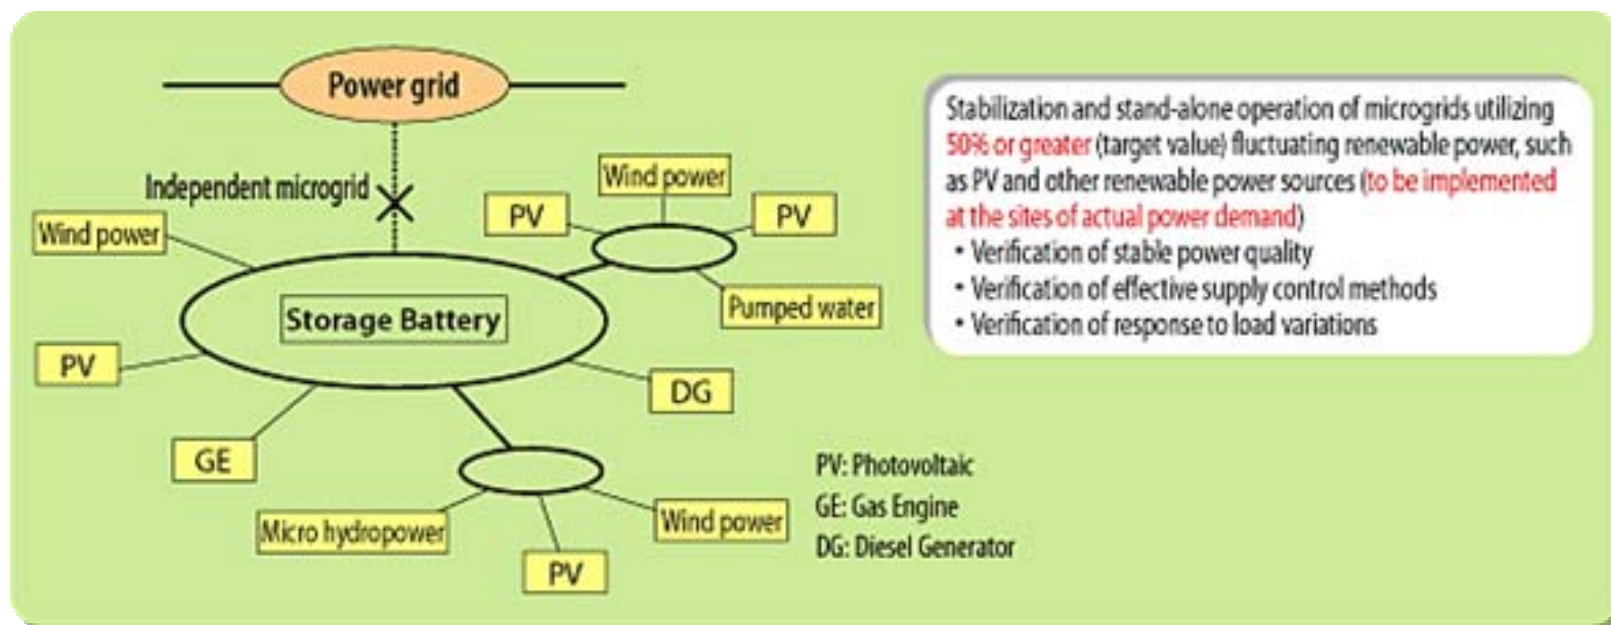 Power grid
Independent microgrid
Wind power
Wind power
PV
PV
Pumped water
Storage Battery
PV
DG
GE
Micro hydropower
Wind power
PV
Stabilization and stand-alone operation of microgrids utilizing
50% or greater (target value) fluctuating renewable power, such
as PV and other renewable power sources (to be implemented
at the sites of actual power demand)
・Verification of stable power quality
・Verification of effective supply control methods
・Verification of response to load variations
PV: Photovoltaic
GE: Gas Engine
DG: Diesel Generator